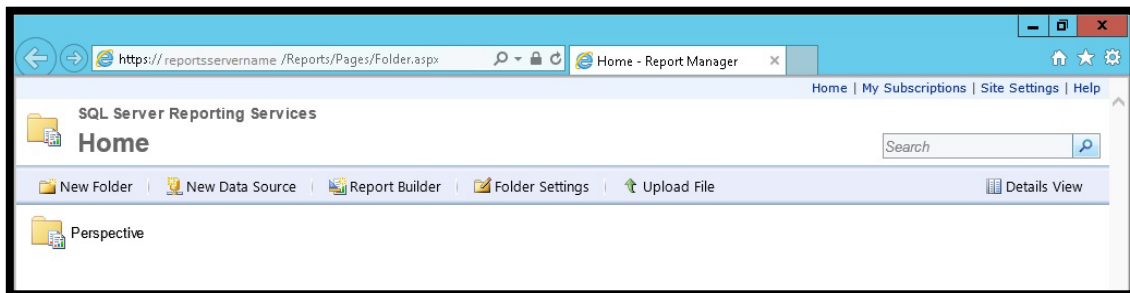 https://reportsservername /Reports/Pages/Folder.aspx Home - Report Manager
Home | My Subscriptions | Site Settings | Help
SQL Server Reporting Services
Home
Search
New Folder New Data Source Report Builder Folder Settings Upload File Details View
Perspective